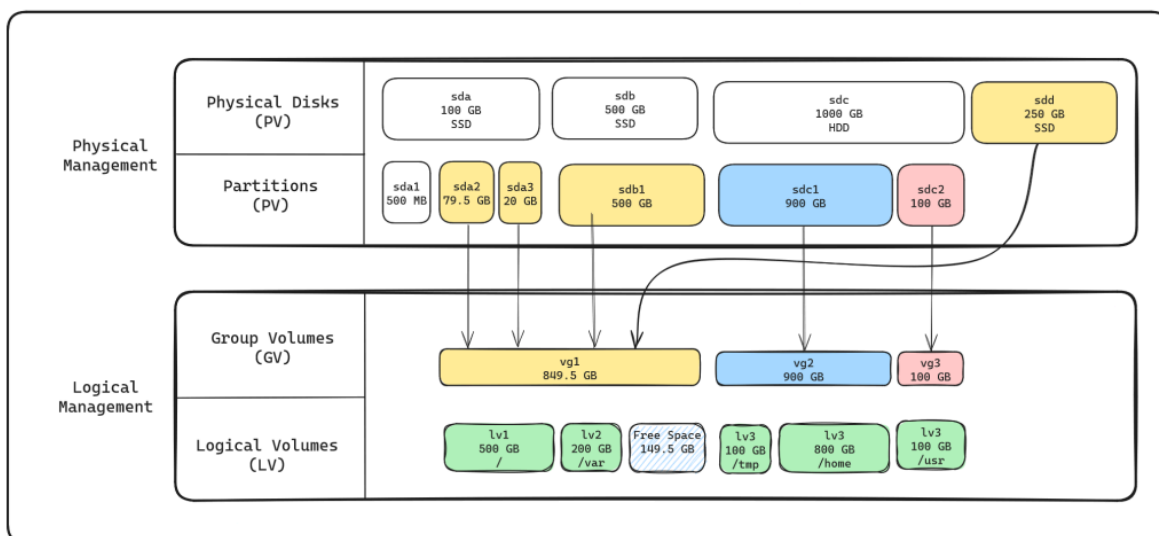 Physical
Management
Physical Disks
(PV)
sda
100 GB
SSD
sdb
500 GB
SSD
sdc
1000 GB
HDD
sdd
250 GB
SSD
Partitions
(PV)
sda1
500 MB
sda2
79.5 GB
sda3
20 GB
sdb1
500 GB
sdc1
900 GB
sdc2
100 GB
Logical
Management
Group Volumes
(GV)
vg1
849.5 GB
vg2
900 GB
vg3
100 GB
Logical Volumes
(LV)
lv1
500 GB
/
lv2
200 GB
/var
Free Space
149.5 GB
lv3
100 GB
/tmp
lv3
800 GB
/home
lv3
100 GB
/usr